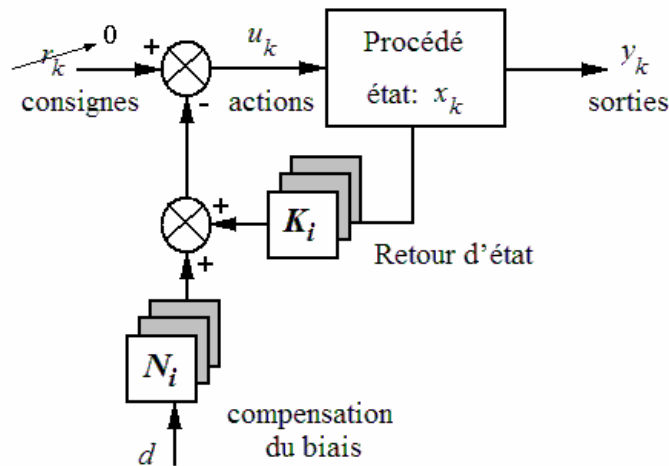 0
r_k
+
consignes
-
u_k
actions
Procédé
état: x_k
y_k
sorties
+
K_i
Retour d'état
+
N_i
compensation
du biais
d